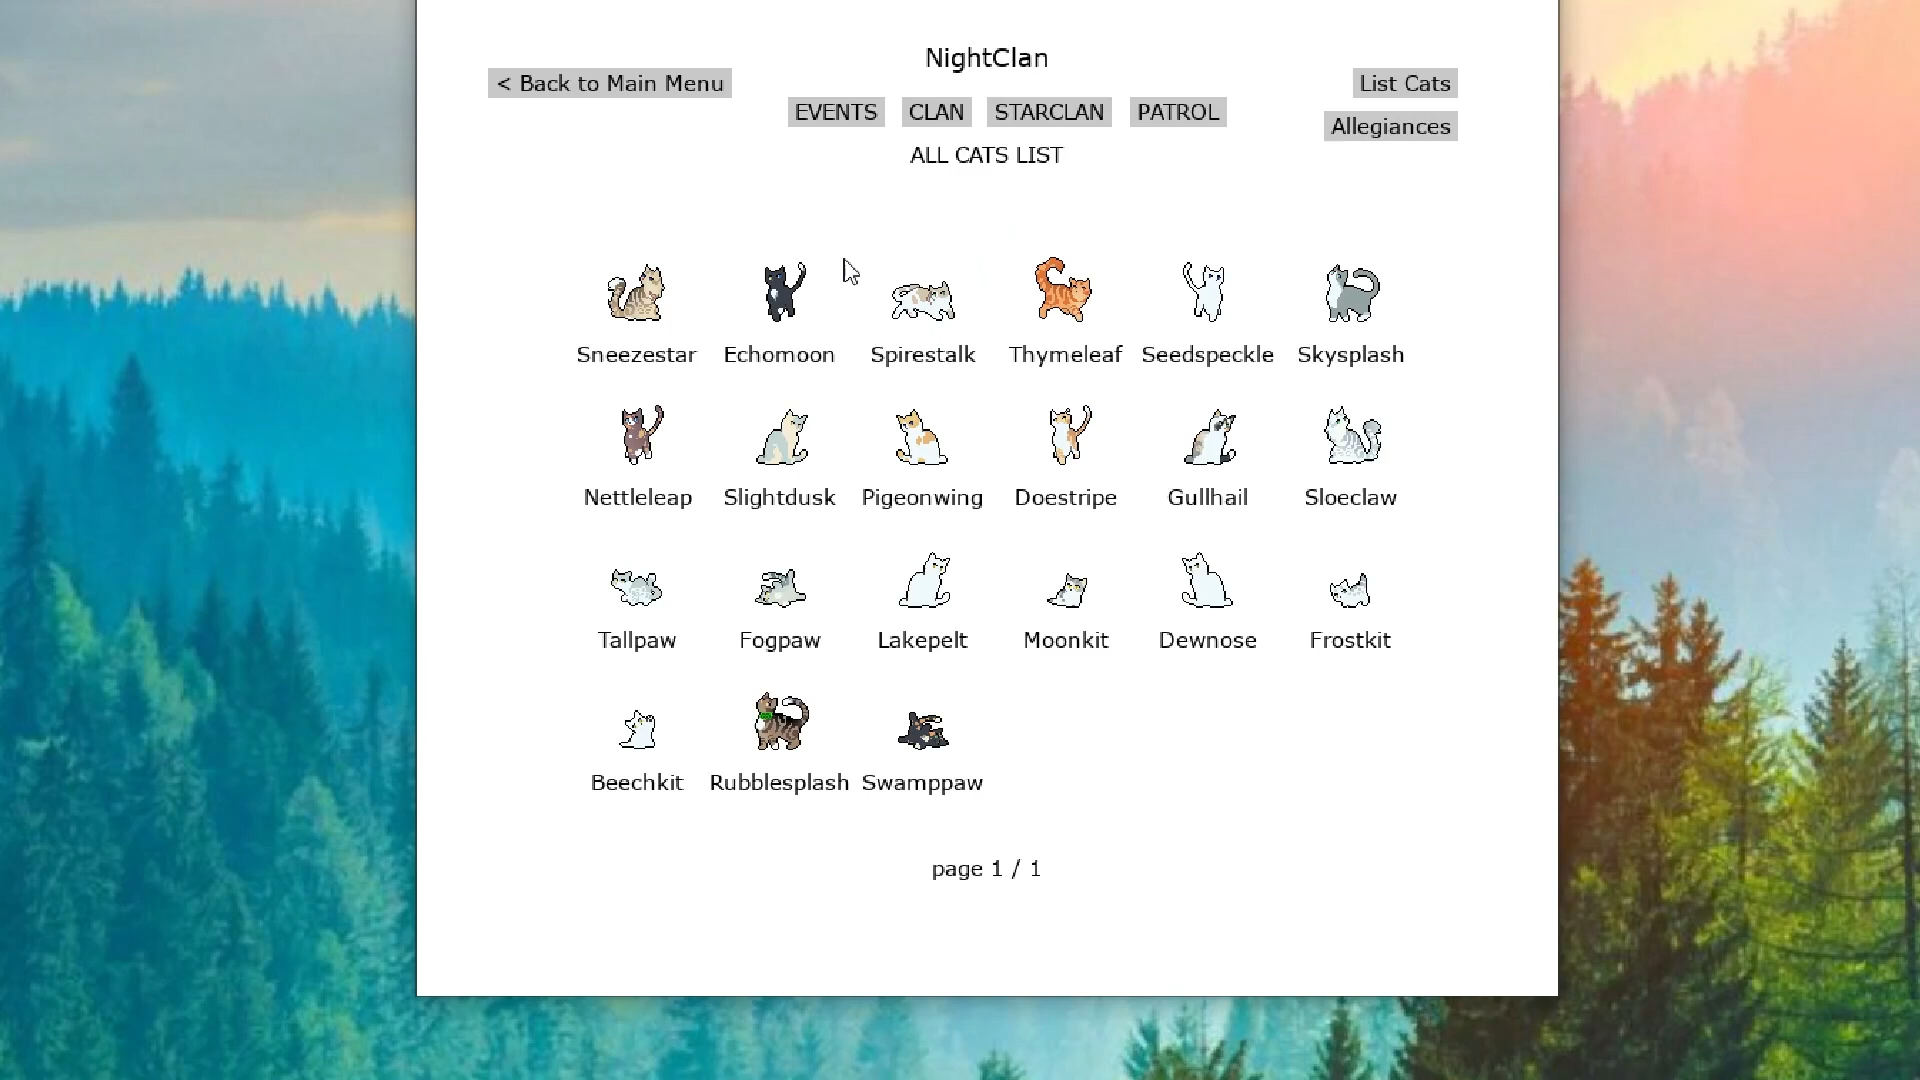 NightClan
< Back to Main Menu
List Cats
EVENTS CLAN STARCLAN PATROL
Allegiances
ALL CATS LIST
Sneezestar Echomoon Spirestalk Thymeleaf Seedspeckle Skysplash
Nettleleap Slightdusk Pigeonwing Doestripe Gullhail Sloeclaw
Tallpaw Fogpaw Lakepelt Moonkit Dewnose Frostkit
Beechkit Rubblesplash Swamppaw
page 1 / 1